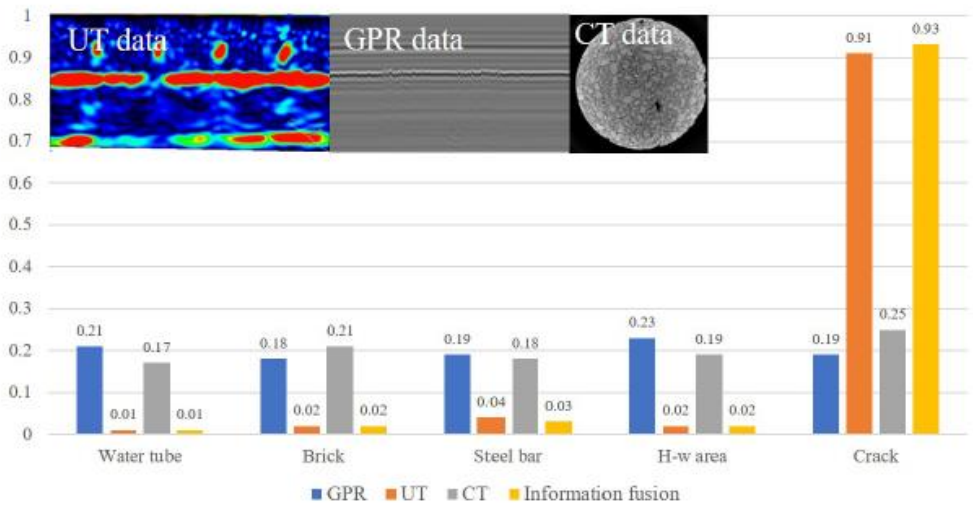 1
UT data GPR data CT data
0.9
0.8
0.7
0.6
0.5
0.4
0.3
0.2
0.1
0
0.21 0.01 0.17 0.01
0.18 0.02 0.21 0.02
0.19 0.04 0.18 0.03
0.23 0.02 0.19 0.02
0.19 0.91 0.25 0.93
Water tube Brick Steel bar H-w area Crack
GPR UT CT Information fusion